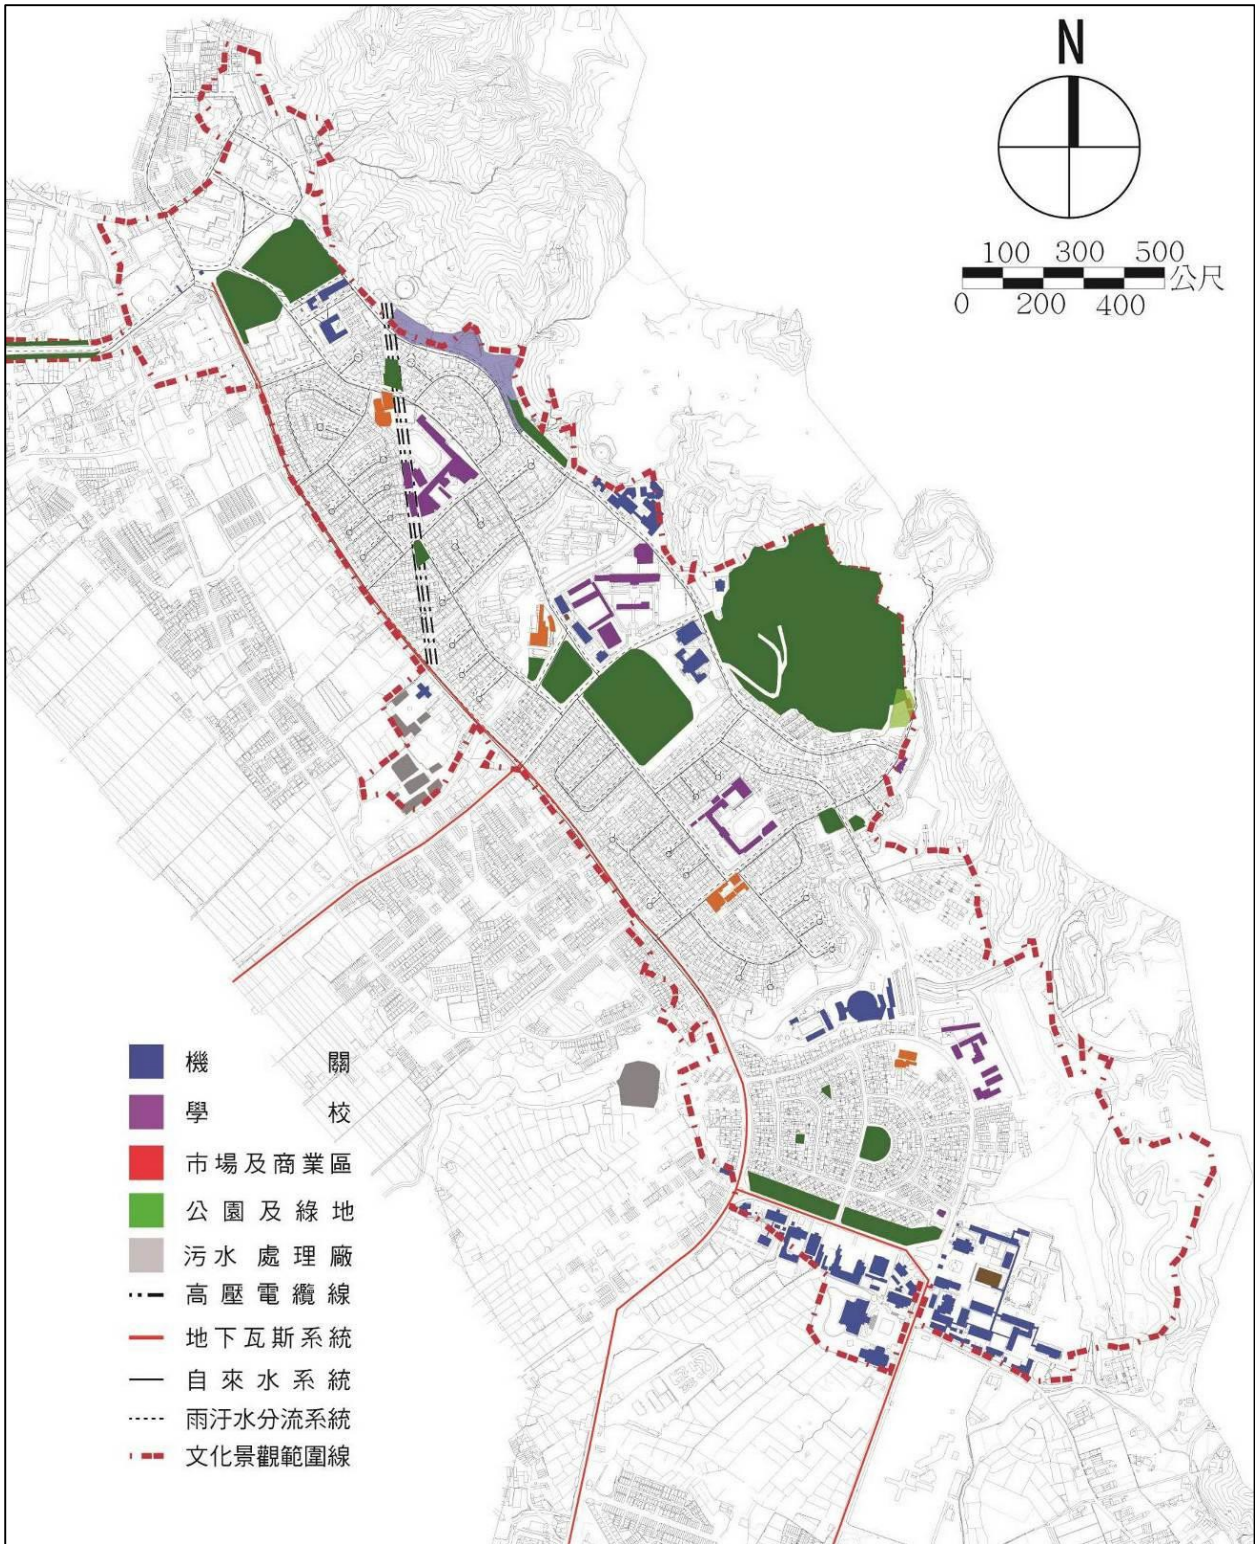 N
100 300 500
公尺
0 200 400
機關
學校
市場及商業區
公園及綠地
污水處理廠
高壓電纜線
地下瓦斯系統
自來水系統
雨汙水分流系統
文化景觀範圍線